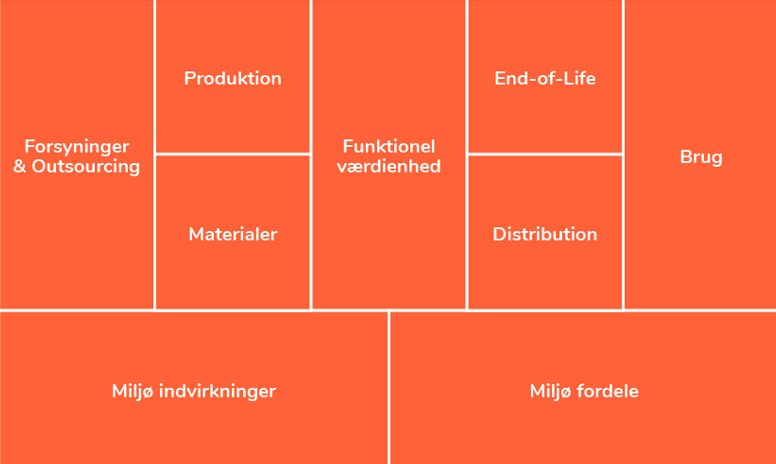 Forsyninger
& Outsourcing
Produktion
Materialer
Funktionel
værdienhed
End-of-Life
Distribution
Brug
Miljø indvirkninger
Miljø fordele